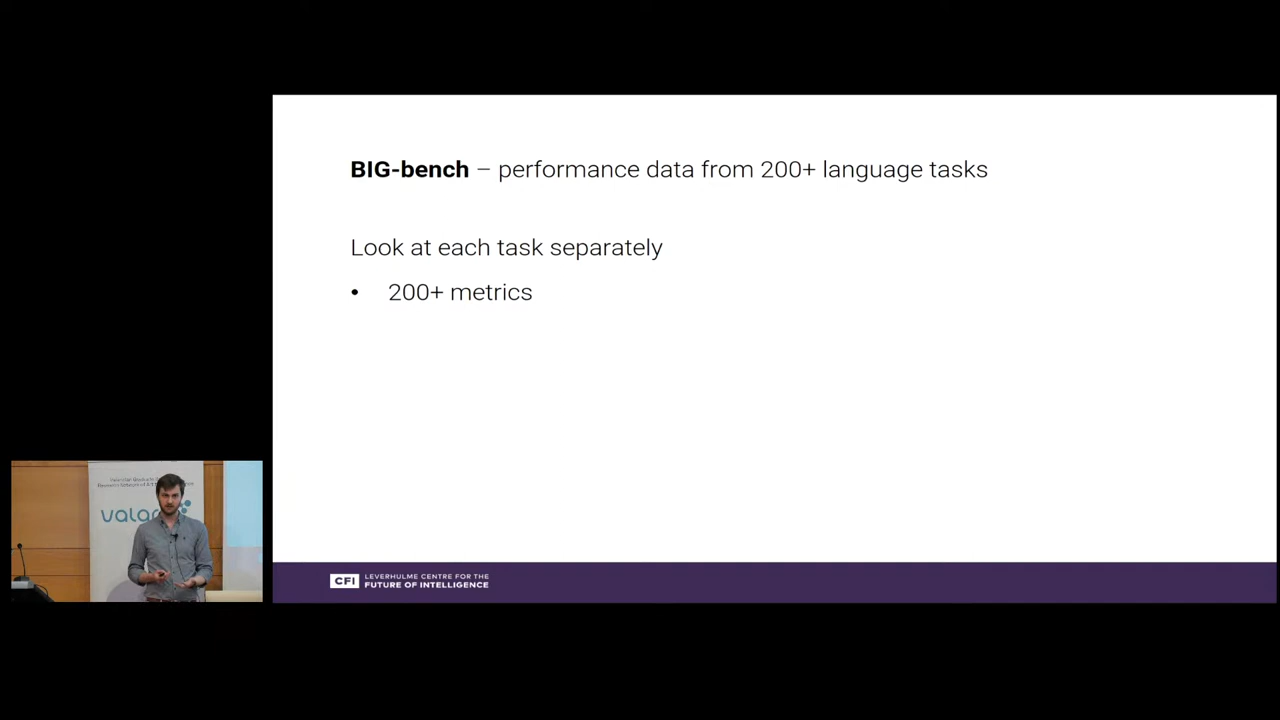 BIG-bench – performance data from 200+ language tasks
Look at each task separately
• 200+ metrics
CFI
LEVERHULME CENTRE FOR THE
FUTURE OF INTELLIGENCE